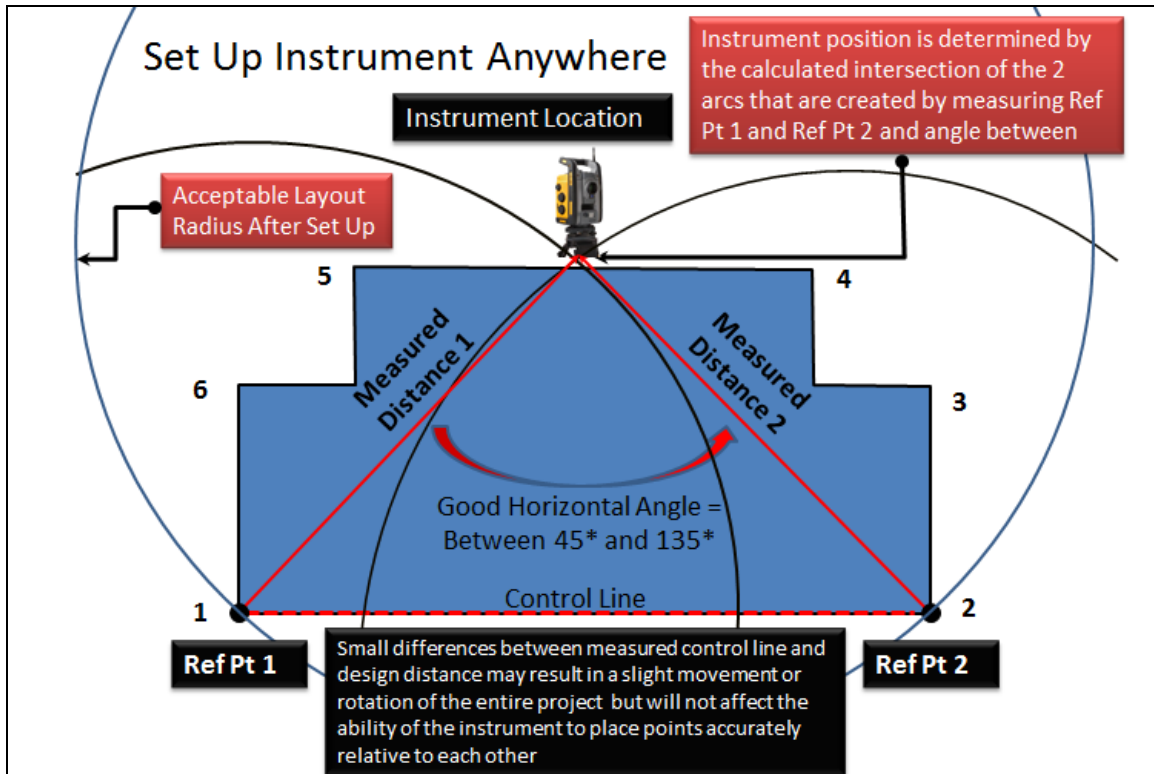 Set Up Instrument Anywhere
Instrument position is determined by
the calculated intersection of the 2
arcs that are created by measuring Ref
Pt 1 and Ref Pt 2 and angle between
Instrument Location
Acceptable Layout
Radius After Set Up
5
4
Measured
Distance 1
Measured
Distance 2
6
3
Good Horizontal Angle =
Between 45* and 135*
Control Line
1
2
Ref Pt 1
Ref Pt 2
Small differences between measured control line and
design distance may result in a slight movement or
rotation of the entire project but will not affect the
ability of the instrument to place points accurately
relative to each other